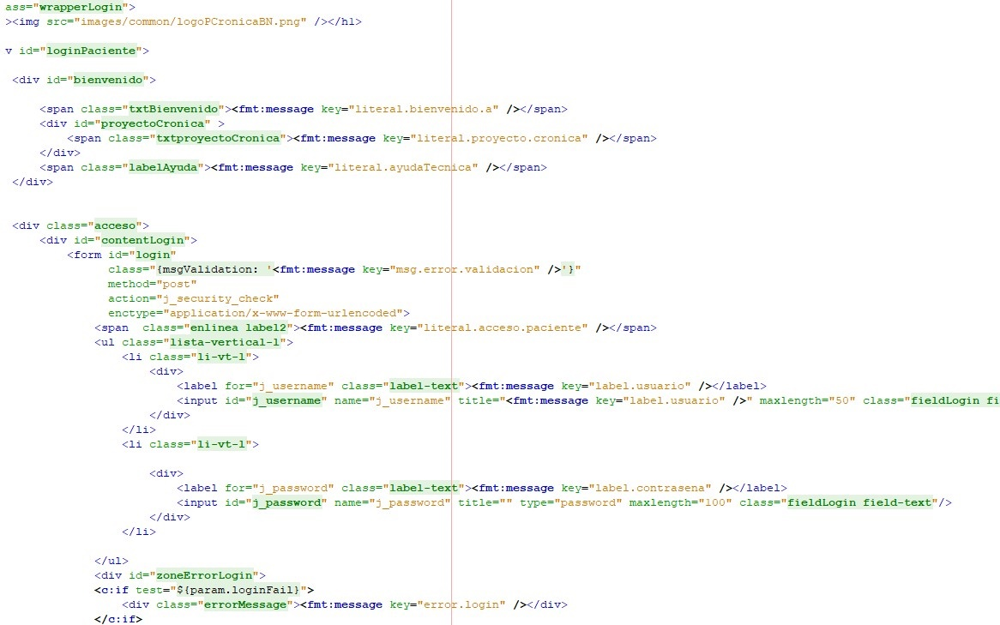 ass="wrapperLogin">
><img src="images/common/logoPCronicaBN.png" /></h1>
v id="loginPaciente">
<div id="bienvenido">
<span class="txtBienvenido"><fmt:message key="literal.bienvenido.a" /></span>
<div id="proyectoCronica" >
<span class="txtproyectoCronica"><fmt:message key="literal.proyecto.cronica" /></span>
</div>
<span class="labelAyuda"><fmt:message key="literal.ayudaTecnica" /></span>
</div>
<div class="acceso">
<div id="contentLogin">
<form id="login"
class="{msgValidation: '<fmt:message key="msg.error.validacion" />'}"
method="post"
action="j_security_check"
enctype="application/x-www-form-urlencoded">
<span  class="enlinea label2"><fmt:message key="literal.acceso.paciente" /></span>
<ul class="lista-vertical-l">
<li class="li-vt-l">
<div>
<label for="j_username" class="label-text"><fmt:message key="label.usuario" /></label>
<input id="j_username" name="j_username" title="<fmt:message key="label.usuario" />" maxlength="50" class="fieldLogin fi
</div>
</li>
<li class="li-vt-l">
<div>
<label for="j_password" class="label-text"><fmt:message key="label.contrasena" /></label>
<input id="j_password" name="j_password" title="" type="password" maxlength="100" class="fieldLogin field-text"/>
</div>
</li>
</ul>
<div id="zoneErrorLogin">
<c:if test="${param.loginFail}">
<div class="errorMessage"><fmt:message key="error.login" /></div>
</c:if>